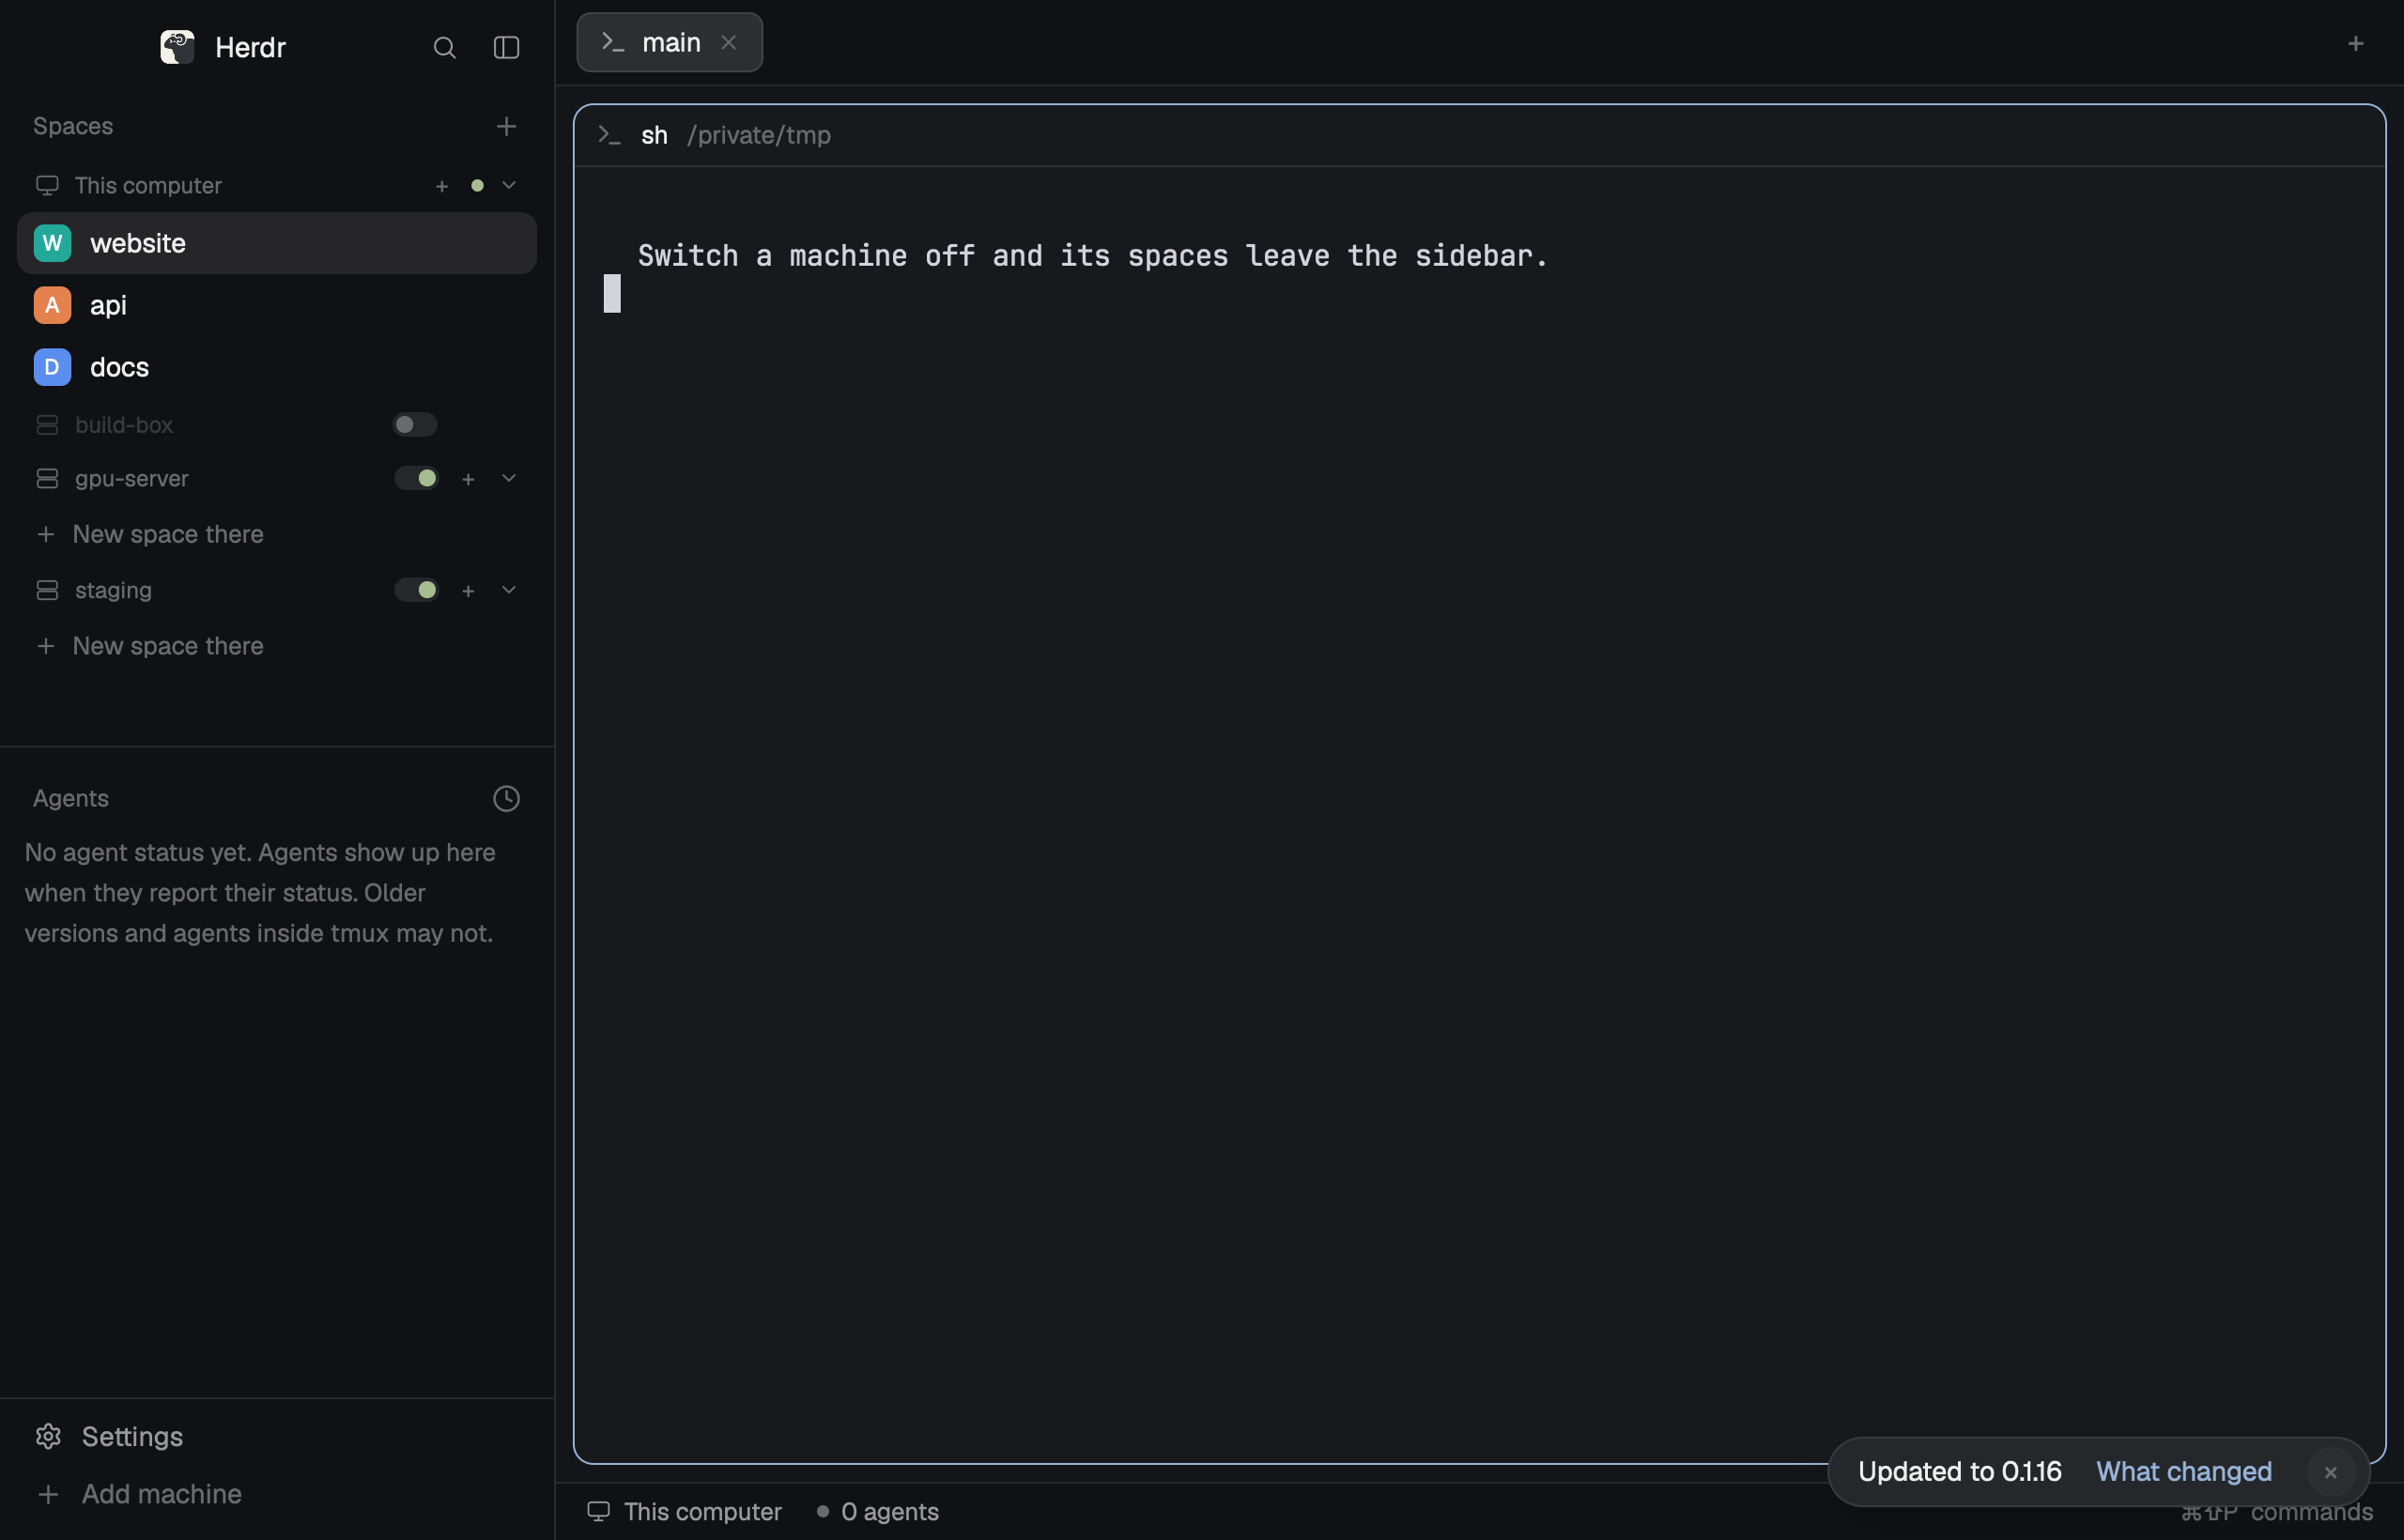 Herdr
Spaces
This computer
W website
A api
D docs
build-box
gpu-server
New space there
staging
New space there
Agents
No agent status yet. Agents show up here
when they report their status. Older
versions and agents inside tmux may not.
Settings
Add machine
main
sh /private/tmp
Switch a machine off and its spaces leave the sidebar.
Updated to 0.1.16 What changed
This computer 0 agents
⌘⇧P commands